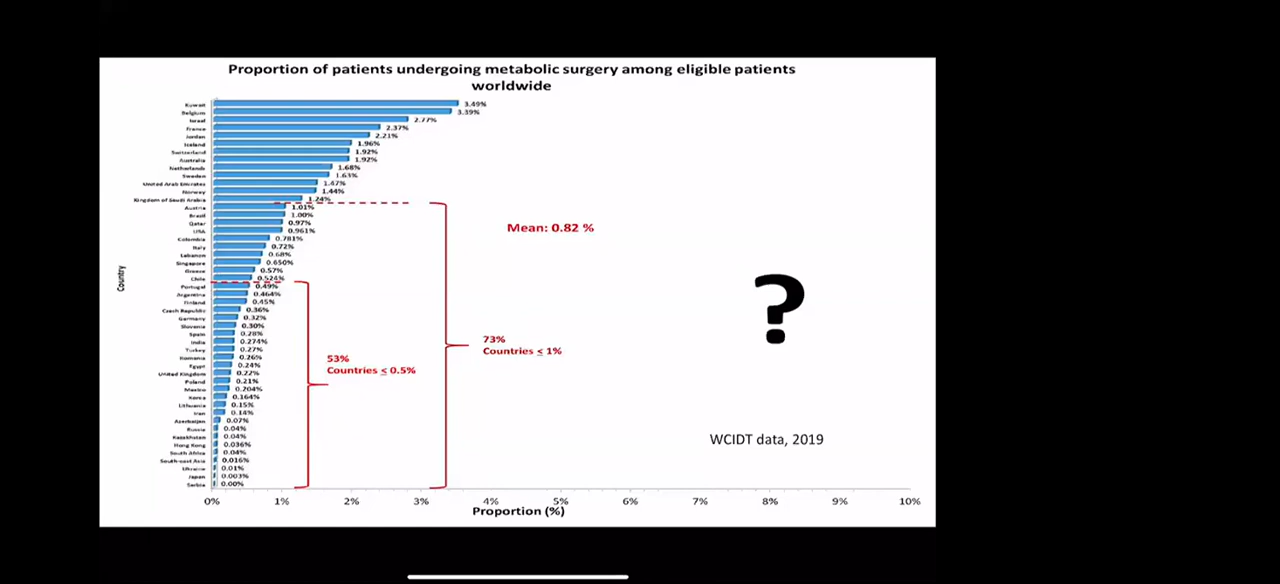 Proportion of patients undergoing metabolic surgery among eligible patients
worldwide
Kuwait 3.49%
Belgium 3.39%
Israel 2.77%
France 2.37%
Jordan 2.21%
Iceland 1.96%
Switzerland 1.92%
Australia 1.92%
Netherlands 1.68%
Sweden 1.63%
United Arab Emirates 1.47%
Norway 1.44%
Kingdom of Saudi Arabia 1.24%
Austria 1.01%
Brazil 1.00%
Qatar 0.97%
USA 0.961%
Colombia 0.781%
Italy 0.72%
Lebanon 0.68%
Singapore 0.650%
Greece 0.57%
Chile 0.524%
Portugal 0.49%
Argentina 0.464%
Finland 0.45%
Czech Republic 0.36%
Germany 0.32%
Slovenia 0.30%
Spain 0.28%
India 0.274%
Turkey 0.27%
Romania 0.26%
Egypt 0.24%
United Kingdom 0.22%
Poland 0.21%
Mexico 0.204%
Korea 0.164%
Lithuania 0.15%
Iran 0.14%
Azerbaijan 0.07%
Russia 0.04%
Kazakhstan 0.04%
Hong Kong 0.036%
South Africa 0.04%
South-east Asia 0.016%
Ukraine 0.01%
Japan 0.003%
Serbia 0.00%
Country
Mean: 0.82 %
?
73%
Countries ≤ 1%
53%
Countries ≤ 0.5%
WCIDT data, 2019
0% 1% 2% 3% 4% 5% 6% 7% 8% 9% 10%
Proportion (%)